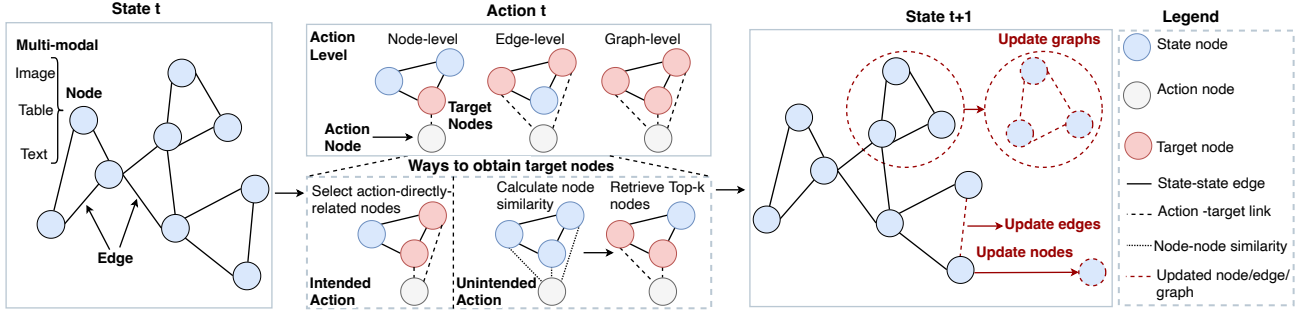 State t
Multi-modal
Image
Table
Text
Node
Edge
Action t
Action
Level
Node-level
Edge-level
Graph-level
Target
Nodes
Action
Node
Ways to obtain target nodes
Select action-directly-
related nodes
Intended
Action
Calculate node
similarity
Retrieve Top-k
nodes
Unintended
Action
State t+1
Update graphs
Update edges
Update nodes
Legend
State node
Action node
Target node
State-state edge
Action -target link
Node-node similarity
Updated node/edge/
graph